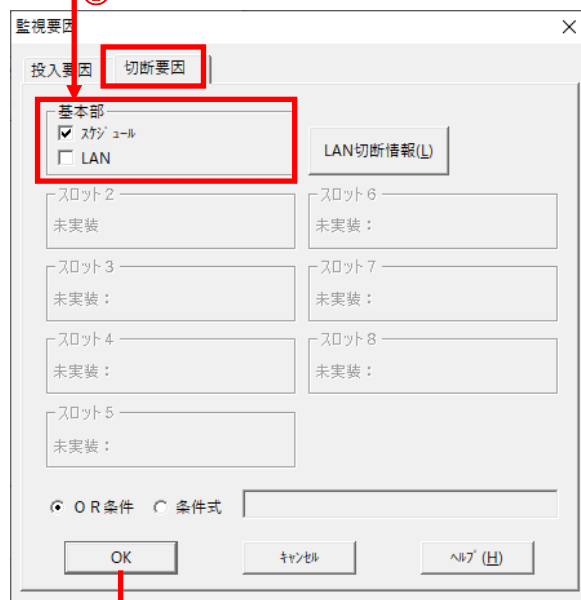 監視要因
投入要因 切断要因
基本部
ｽｹｼﾞｭｰﾙ
LAN
LAN切断情報(L)
スロット2
未実装
スロット6
未実装：
スロット3
未実装：
スロット7
未実装：
スロット4
未実装：
スロット8
未実装：
スロット5
未実装：
ＯＲ条件 条件式
OK ｷｬﾝｾﾙ ﾍﾙﾌﾟ(H)